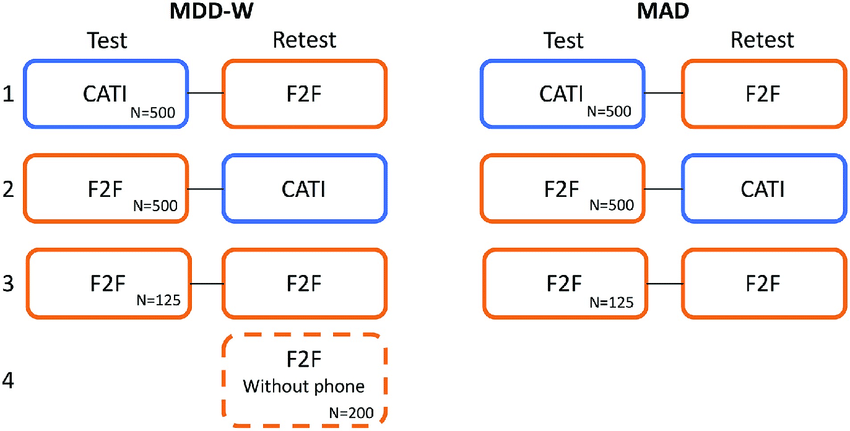 MDD-W MAD
Test Retest Test Retest
1 CATI N=500 F2F CATI N=500 F2F
2 F2F N=500 CATI F2F N=500 CATI
3 F2F N=125 F2F F2F N=125 F2F
4 F2F
Without phone
N=200